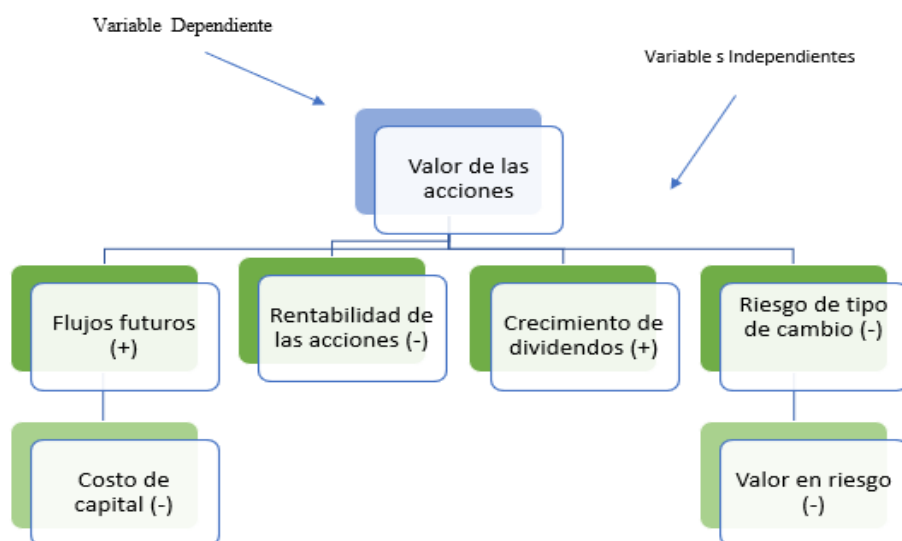 Variable Dependiente
Variable s Independientes
Valor de las
acciones
Flujos futuros
(+)
Rentabilidad de
las acciones (-)
Crecimiento de
dividendos (+)
Riesgo de tipo
de cambio (-)
Costo de
capital (-)
Valor en riesgo
(-)